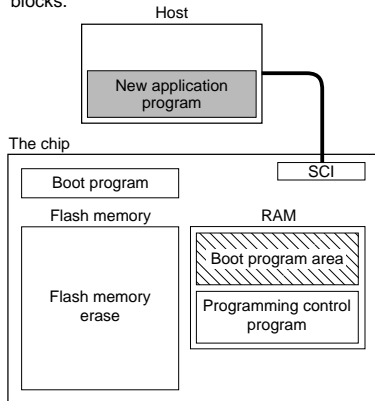 blocks.
Host
New application
program
The chip
SCI
Boot program
Flash memory
RAM
Flash memory
erase
Boot program area
Programming control
program